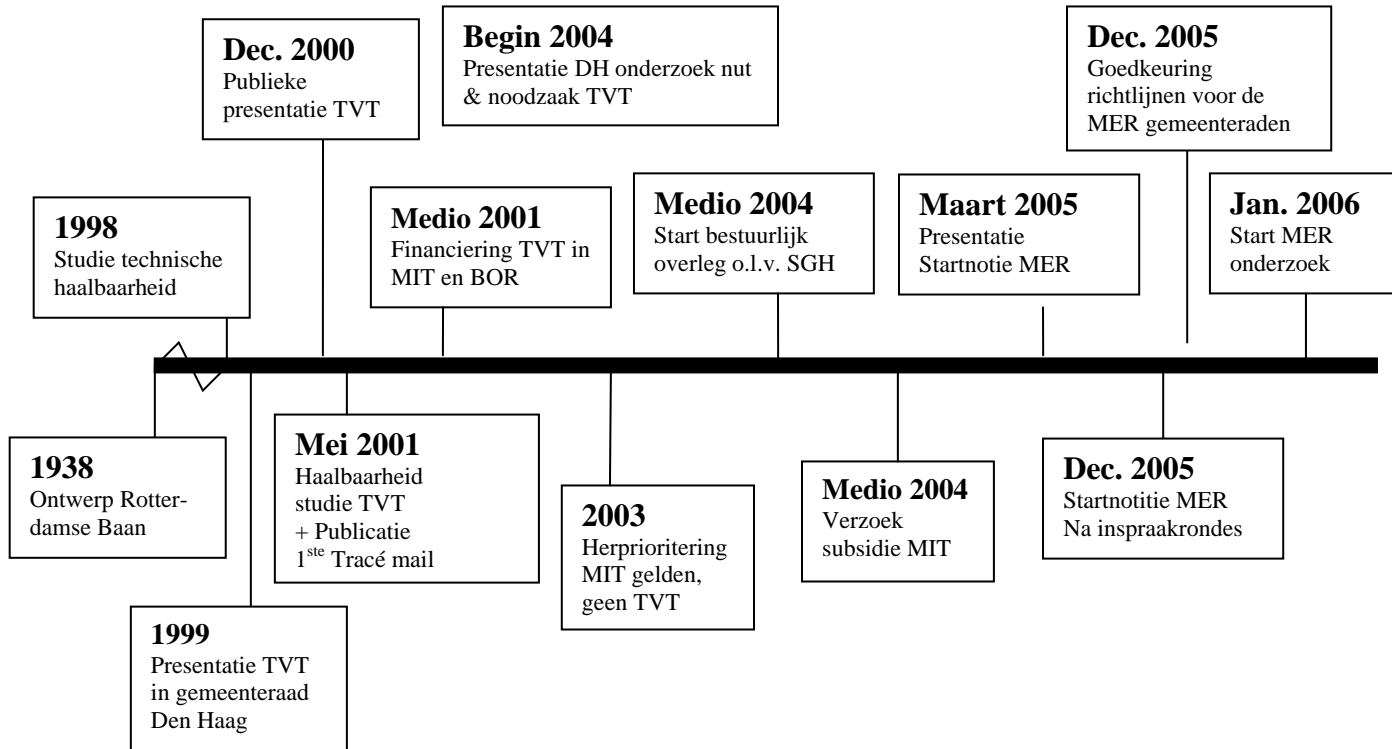 Dec. 2000
Publieke
presentatie TVT
Begin 2004
Presentatie DH onderzoek nut
& noodzaak TVT
Dec. 2005
Goedkeuring
richtlijnen voor de
MER gemeenteraden
1998
Studie technische
haalbaarheid
Medio 2001
Financiering TVT in
MIT en BOR
Medio 2004
Start bestuurlijk
overleg o.l.v. SGH
Maart 2005
Presentatie
Startnotie MER
Jan. 2006
Start MER
onderzoek
1938
Ontwerp Rotter-
damse Baan
Mei 2001
Haalbaarheid
studie TVT
+ Publicatie
1ste Tracé mail
2003
Herprioritering
MIT gelden,
geen TVT
Medio 2004
Verzoek
subsidie MIT
Dec. 2005
Startnotitie MER
Na inspraakrondes
1999
Presentatie TVT
in gemeenteraad
Den Haag